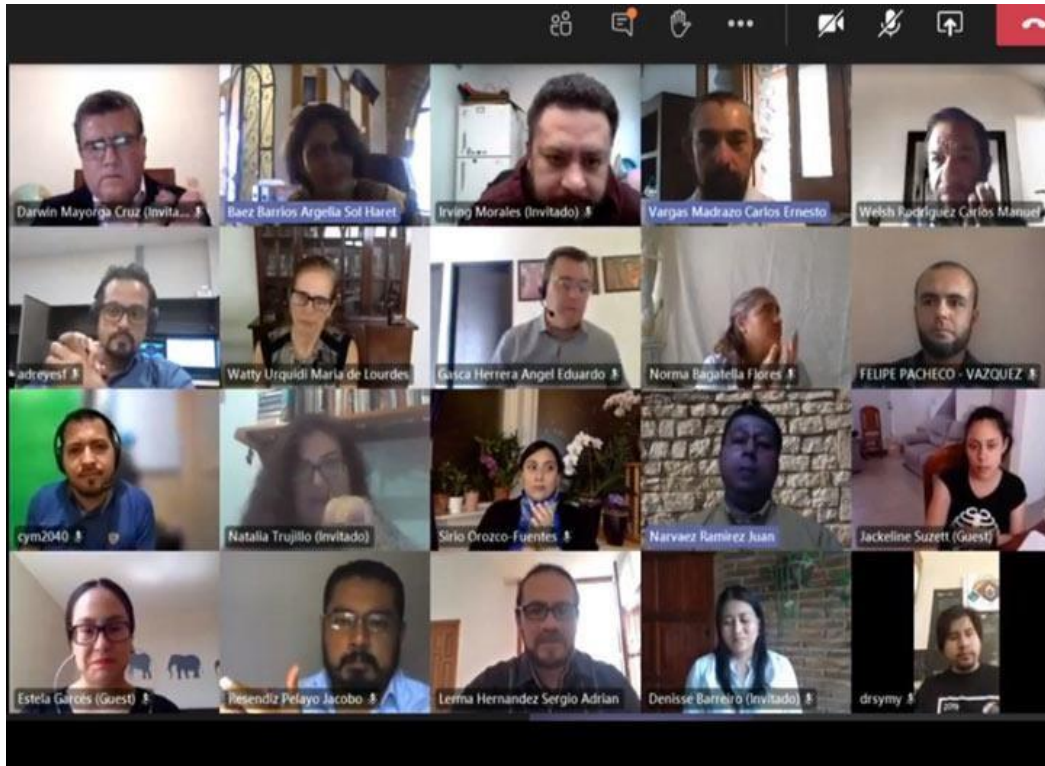 Darwin Mayorga Cruz (Invita...
Baez Barrios Argelia Sol Haret
Irving Morales (Invitado)
Vargas Madrazo Carlos Ernesto
Welsh Rodriguez Carlos Manuel
adreyesf
Watty Urquidi Maria de Lourdes
Gasca Herrera Angel Eduardo
Norma Bagatella Flores
FELIPE PACHECO - VAZQUEZ
cym2040
Natalia Trujillo (Invitado)
Sirio Orozco-Fuentes
Narvaez Ramirez Juan
Jackeline Suzett (Guest)
Estela Garcés (Guest)
Resendiz Pelayo Jacobo
Lerma Hernandez Sergio Adrian
Denisse Barreiro (Invitado)
drsymy